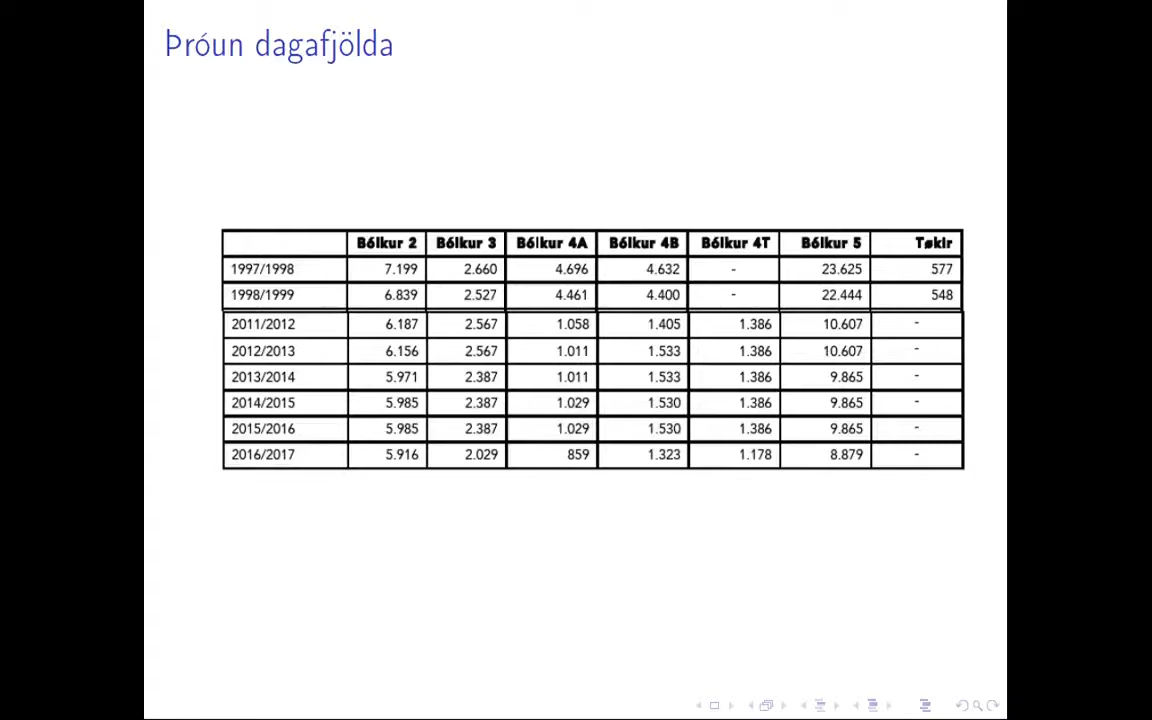 Þróun dagafjölda
Bólkur 2 Bólkur 3 Bólkur 4A Bólkur 4B Bólkur 4T Bólkur 5 Tøkir
1997/1998 7.199 2.660 4.696 4.632 - 23.625 577
1998/1999 6.839 2.527 4.461 4.400 - 22.444 548
2011/2012 6.187 2.567 1.058 1.405 1.386 10.607 -
2012/2013 6.156 2.567 1.011 1.533 1.386 10.607 -
2013/2014 5.971 2.387 1.011 1.533 1.386 9.865 -
2014/2015 5.985 2.387 1.029 1.530 1.386 9.865 -
2015/2016 5.985 2.387 1.029 1.530 1.386 9.865 -
2016/2017 5.916 2.029 859 1.323 1.178 8.879 -